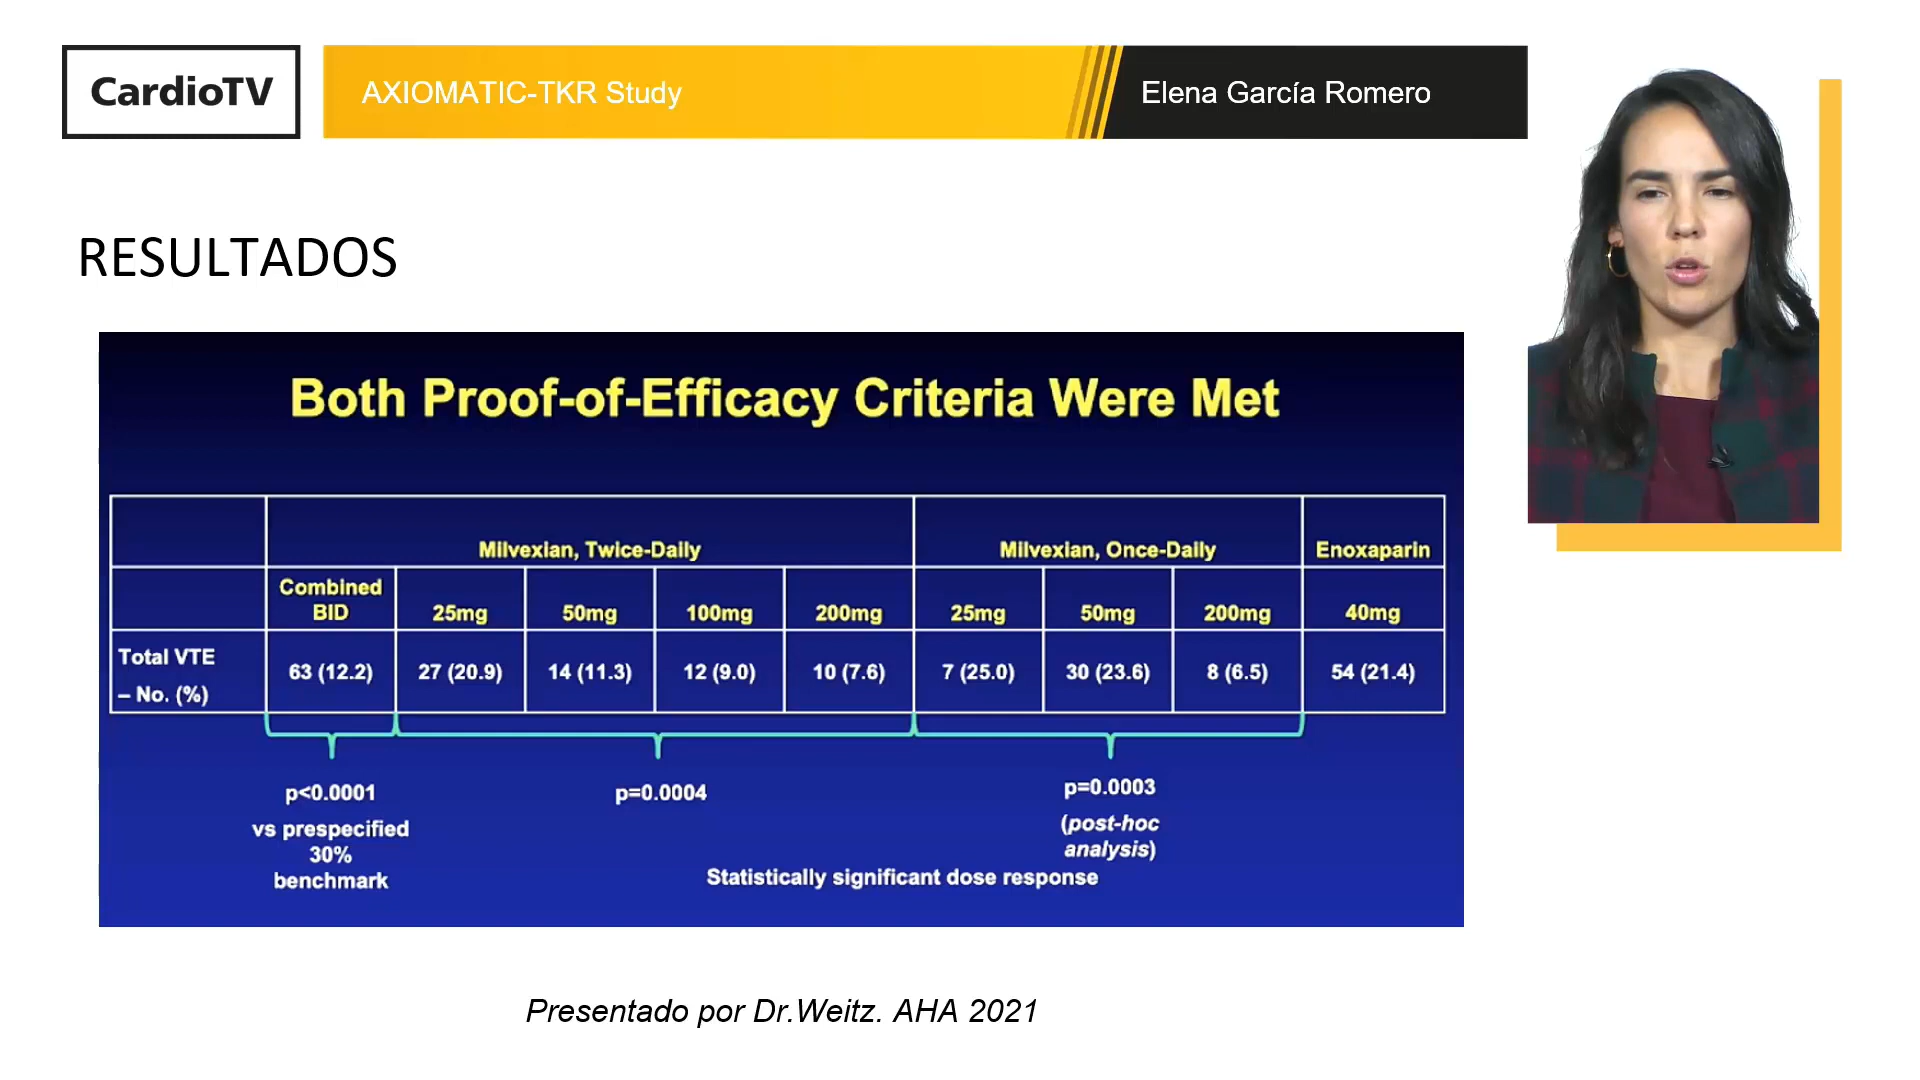 CardioTV
AXIOMATIC-TKR Study
Elena García Romero
RESULTADOS
Both Proof-of-Efficacy Criteria Were Met
Milvexian, Twice-Daily
Milvexian, Once-Daily
Enoxaparin
Combined
BID
25mg
50mg
100mg
200mg
25mg
50mg
200mg
40mg
Total VTE
– No. (%)
63 (12.2)
27 (20.9)
14 (11.3)
12 (9.0)
10 (7.6)
7 (25.0)
30 (23.6)
8 (6.5)
54 (21.4)
p<0.0001
vs prespecified
30%
benchmark
p=0.0004
p=0.0003
(post-hoc
analysis)
Statistically significant dose response
Presentado por Dr.Weitz. AHA 2021